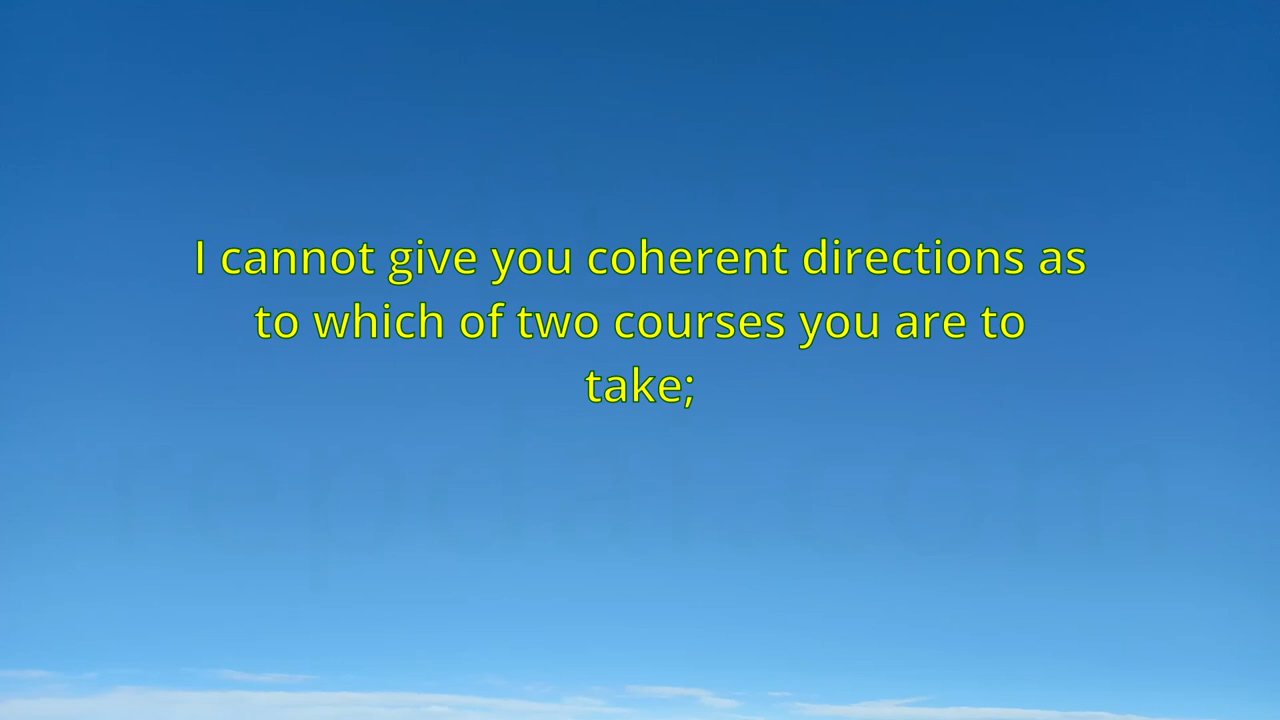 I cannot give you coherent directions as
to which of two courses you are to
take;